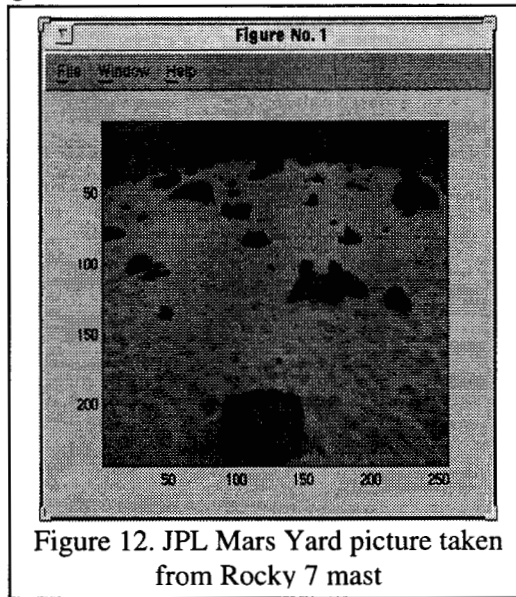 Figure No. 1
File Window Help
50
100
150
200
50 100 150 200 250
Figure 12. JPL Mars Yard picture taken
from Rocky 7 mast